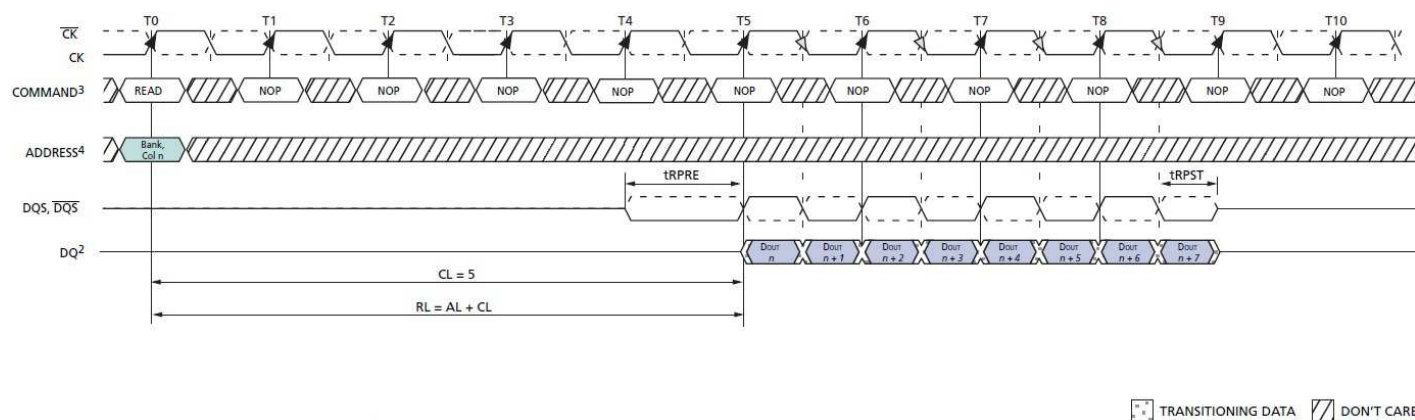 T0 T1 T2 T3 T4 T5 T6 T7 T8 T9 T10
CK
CK
COMMAND3 READ NOP NOP NOP NOP NOP NOP NOP NOP NOP NOP
ADDRESS4 Bank,
Col n
tRPRE tRPST
DQS, DQS
DQ2 DOUT n DOUT n + 1 DOUT n + 2 DOUT n + 3 DOUT n + 4 DOUT n + 5 DOUT n + 6 DOUT n + 7
CL = 5
RL = AL + CL
TRANSITIONING DATA DON'T CARE